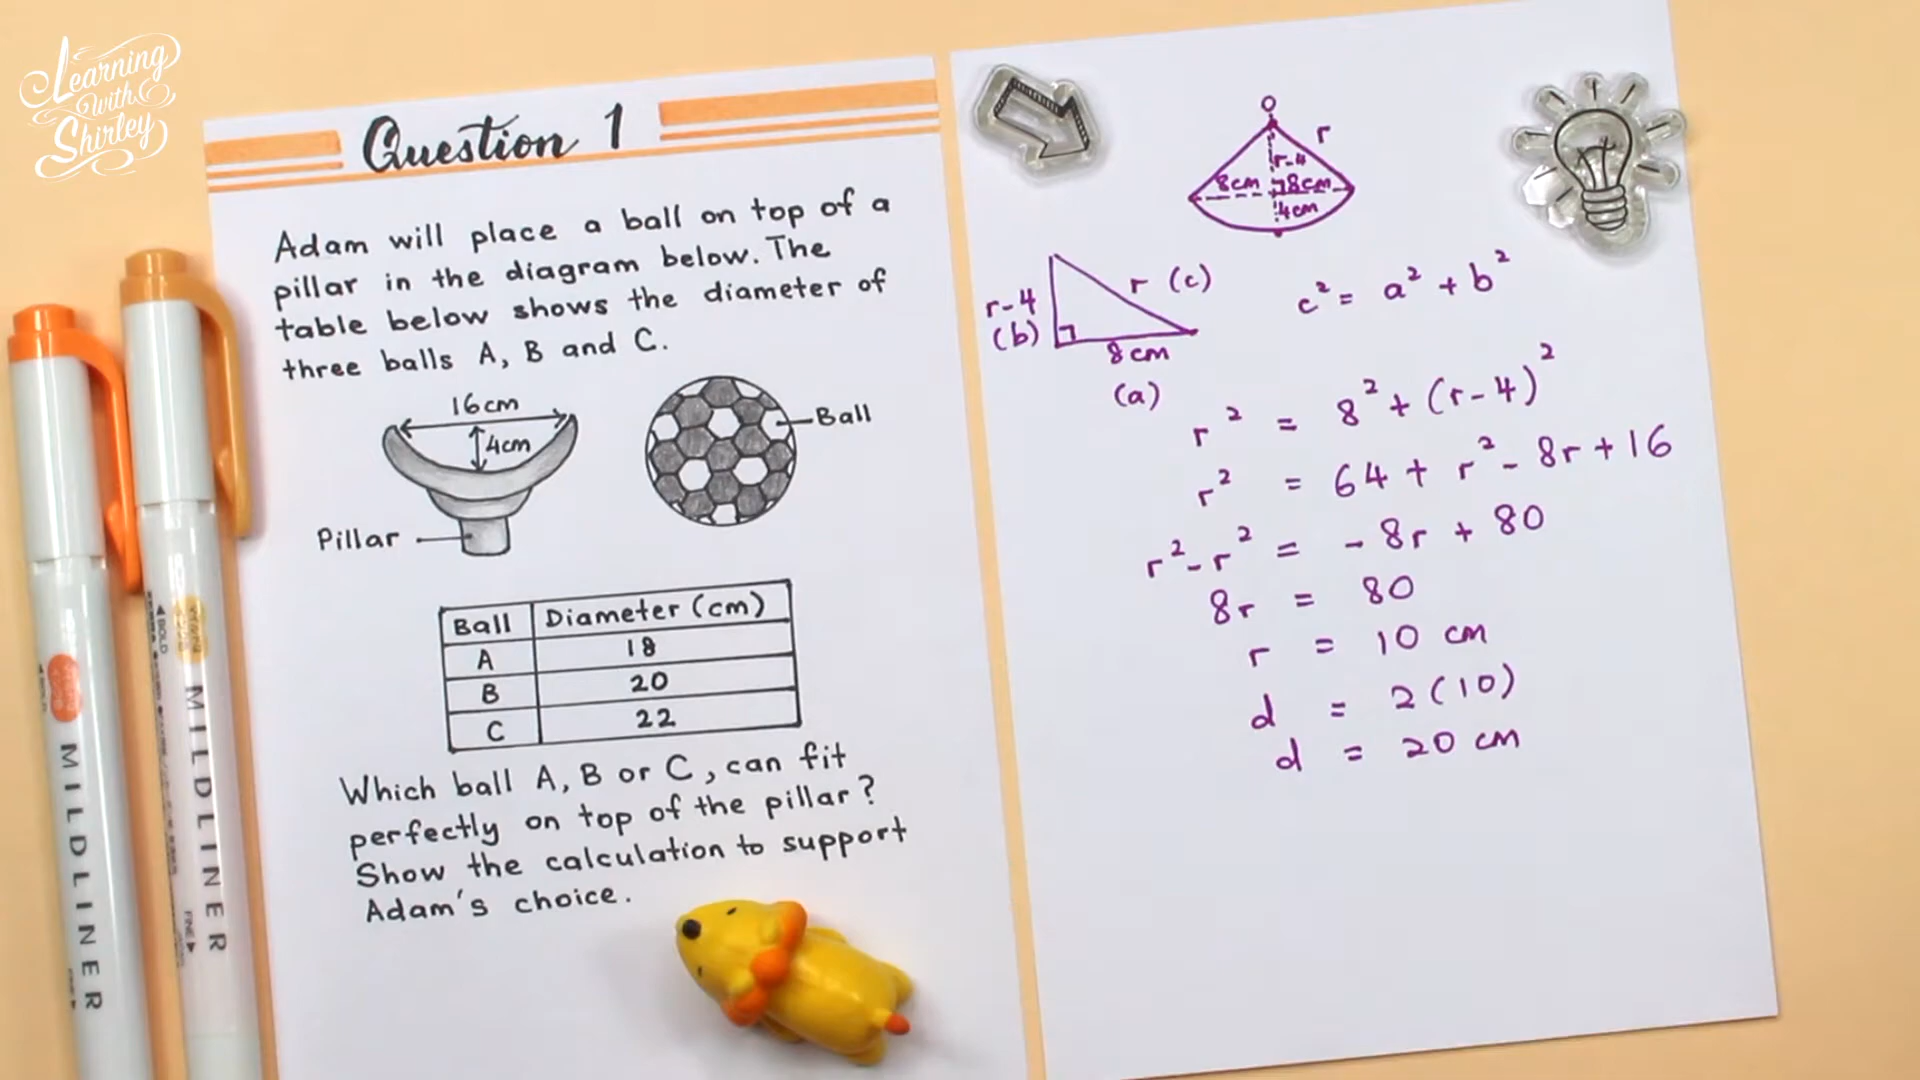 Learning
With
Shirley
Question 1
Adam will place a ball on top of a
pillar in the diagram below. The
table below shows the diameter of
three balls A, B and C.
16cm
4cm
Ball
Pillar
Ball Diameter (cm)
A 18
B 20
C 22
Which ball A, B or C, can fit
perfectly on top of the pillar?
Show the calculation to support
Adam's choice.
O
r
r-4
8cm 8cm
4cm
r-4
(b)
r (c)
8cm
(a)
c² = a² + b²
r² = 8² + (r-4)²
r² = 64 + r² - 8r + 16
r² - r² = -8r + 80
8r = 80
r = 10 cm
d = 2(10)
d = 20 cm
MILDLINER
MILDLINER
BOLD
FINE